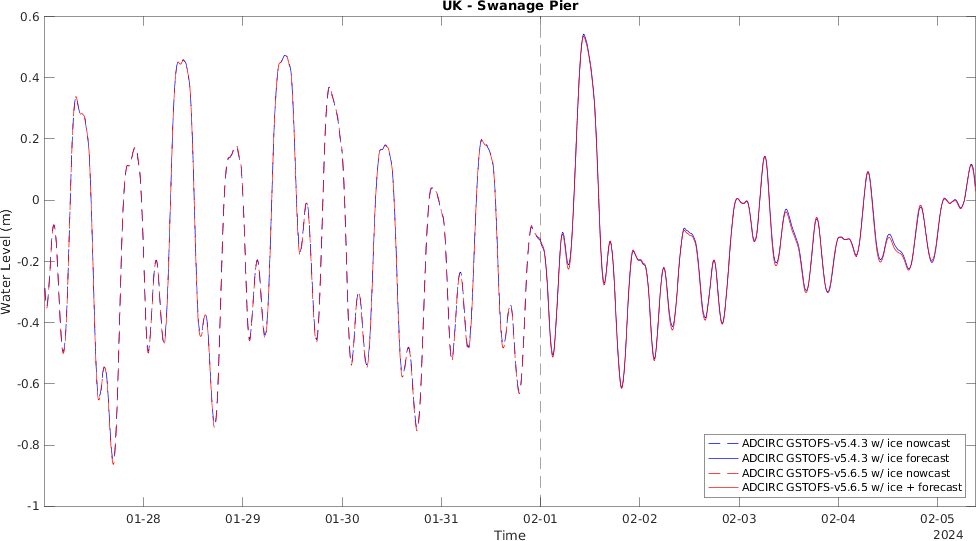 UK - Swanage Pier
0.6
0.4
0.2
0
-0.2
-0.4
-0.6
-0.8
-1
Water Level (m)
01-28 01-29 01-30 01-31 02-01 02-02 02-03 02-04 02-05
Time
2024
ADCIRC GSTOFS-v5.4.3 w/ ice nowcast
ADCIRC GSTOFS-v5.4.3 w/ ice forecast
ADCIRC GSTOFS-v5.6.5 w/ ice nowcast
ADCIRC GSTOFS-v5.6.5 w/ ice + forecast